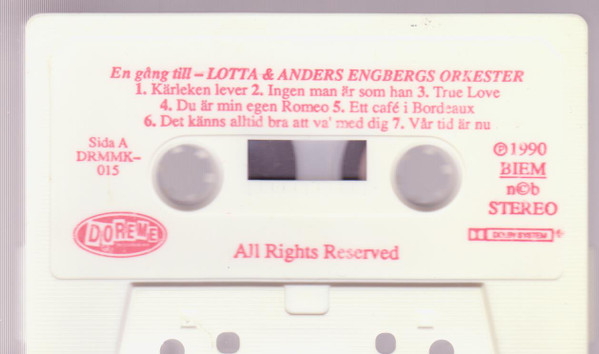 En gång till – LOTTA & ANDERS ENGBERGS ORKESTER
1. Kärleken lever 2. Ingen man är som han 3. True Love
4. Du är min egen Romeo 5. Ett café i Bordeaux
6. Det känns alltid bra att va' med dig 7. Vår tid är nu
Sida A
DRMMK–
015
℗ 1990
BIEM
n©b
STEREO
DOREME
DOLBY SYSTEM
All Rights Reserved